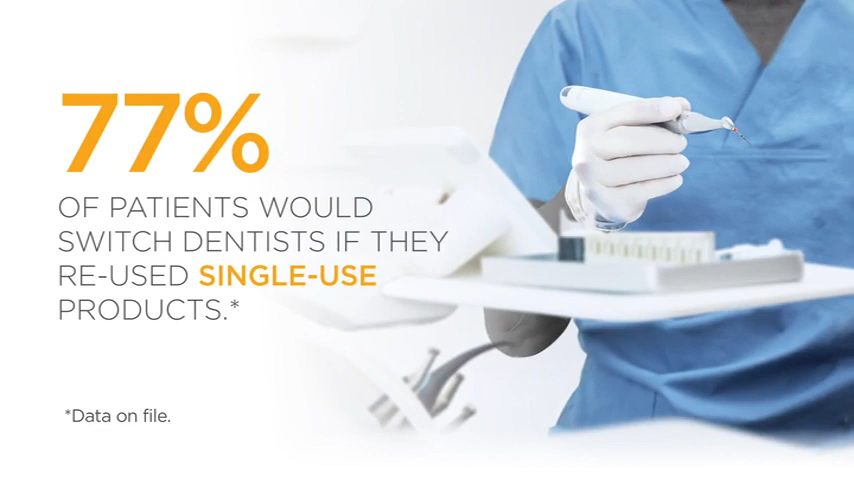 77%
OF PATIENTS WOULD
SWITCH DENTISTS IF THEY
RE-USED SINGLE-USE
PRODUCTS.*
*Data on file.